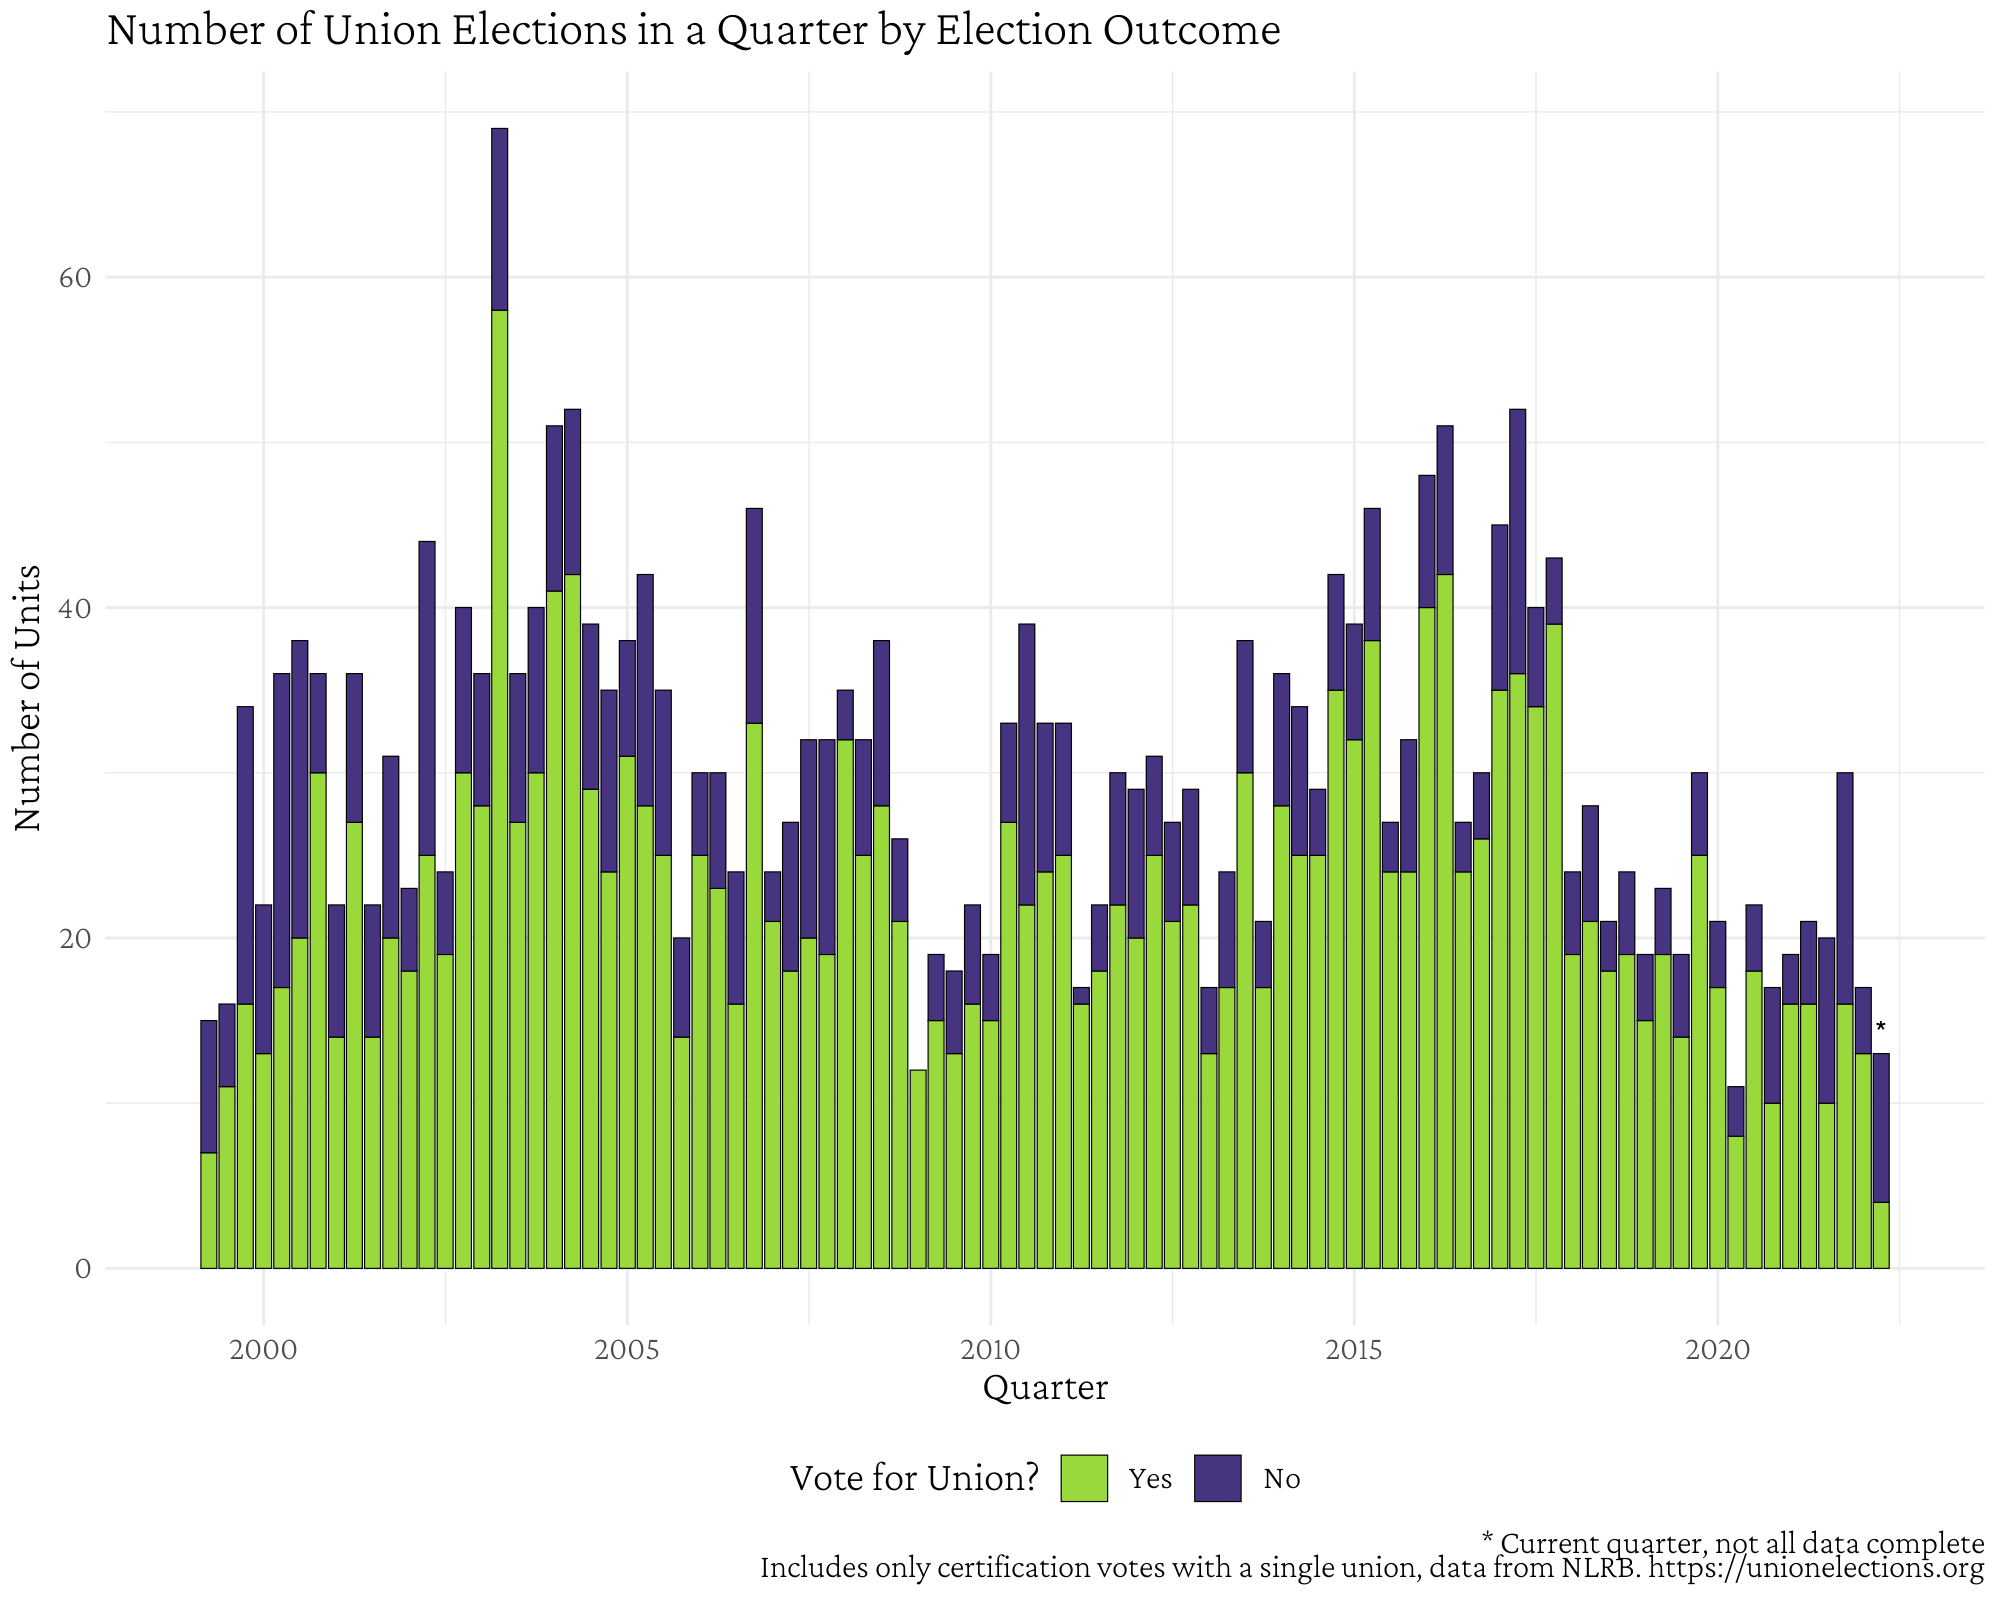 Number of Union Elections in a Quarter by Election Outcome
Number of Units
60
40
20
0
*
2000 2005 2010 2015 2020
Quarter
Vote for Union? Yes No
* Current quarter, not all data complete
Includes only certification votes with a single union, data from NLRB. https://unionelections.org